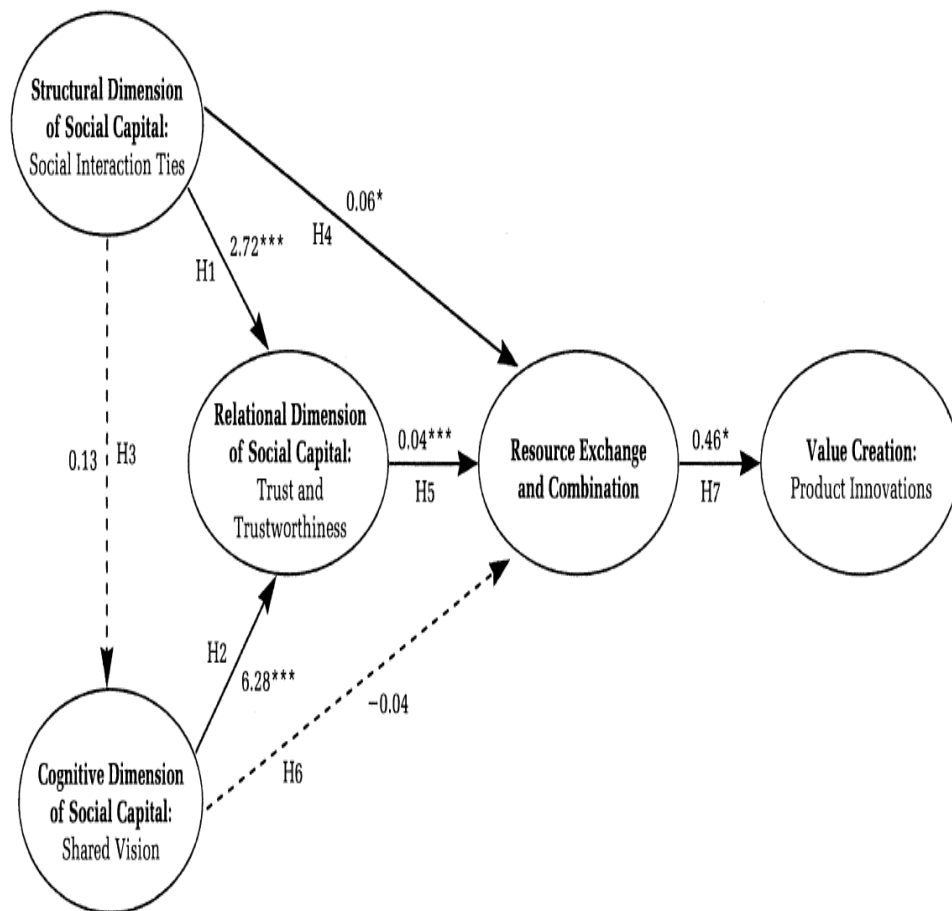 Structural Dimension
of Social Capital:
Social Interaction Ties
0.06*
H4
2.72***
H1
0.13
H3
Relational Dimension
of Social Capital:
Trust and
Trustworthiness
0.04***
H5
Resource Exchange
and Combination
0.46*
H7
Value Creation:
Product Innovations
H2
6.28***
−0.04
H6
Cognitive Dimension
of Social Capital:
Shared Vision